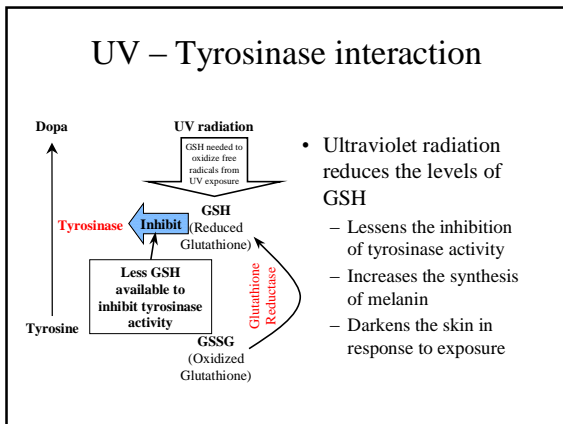 UV – Tyrosinase interaction
Dopa
UV radiation
GSH needed to
oxidize free
radicals from
UV exposure
Tyrosinase
Inhibit
GSH
(Reduced
Glutathione)
Less GSH
available to
inhibit tyrosinase
activity
Glutathione
Reductase
Tyrosine
GSSG
(Oxidized
Glutathione)
• Ultraviolet radiation
reduces the levels of
GSH
– Lessens the inhibition
of tyrosinase activity
– Increases the synthesis
of melanin
– Darkens the skin in
response to exposure